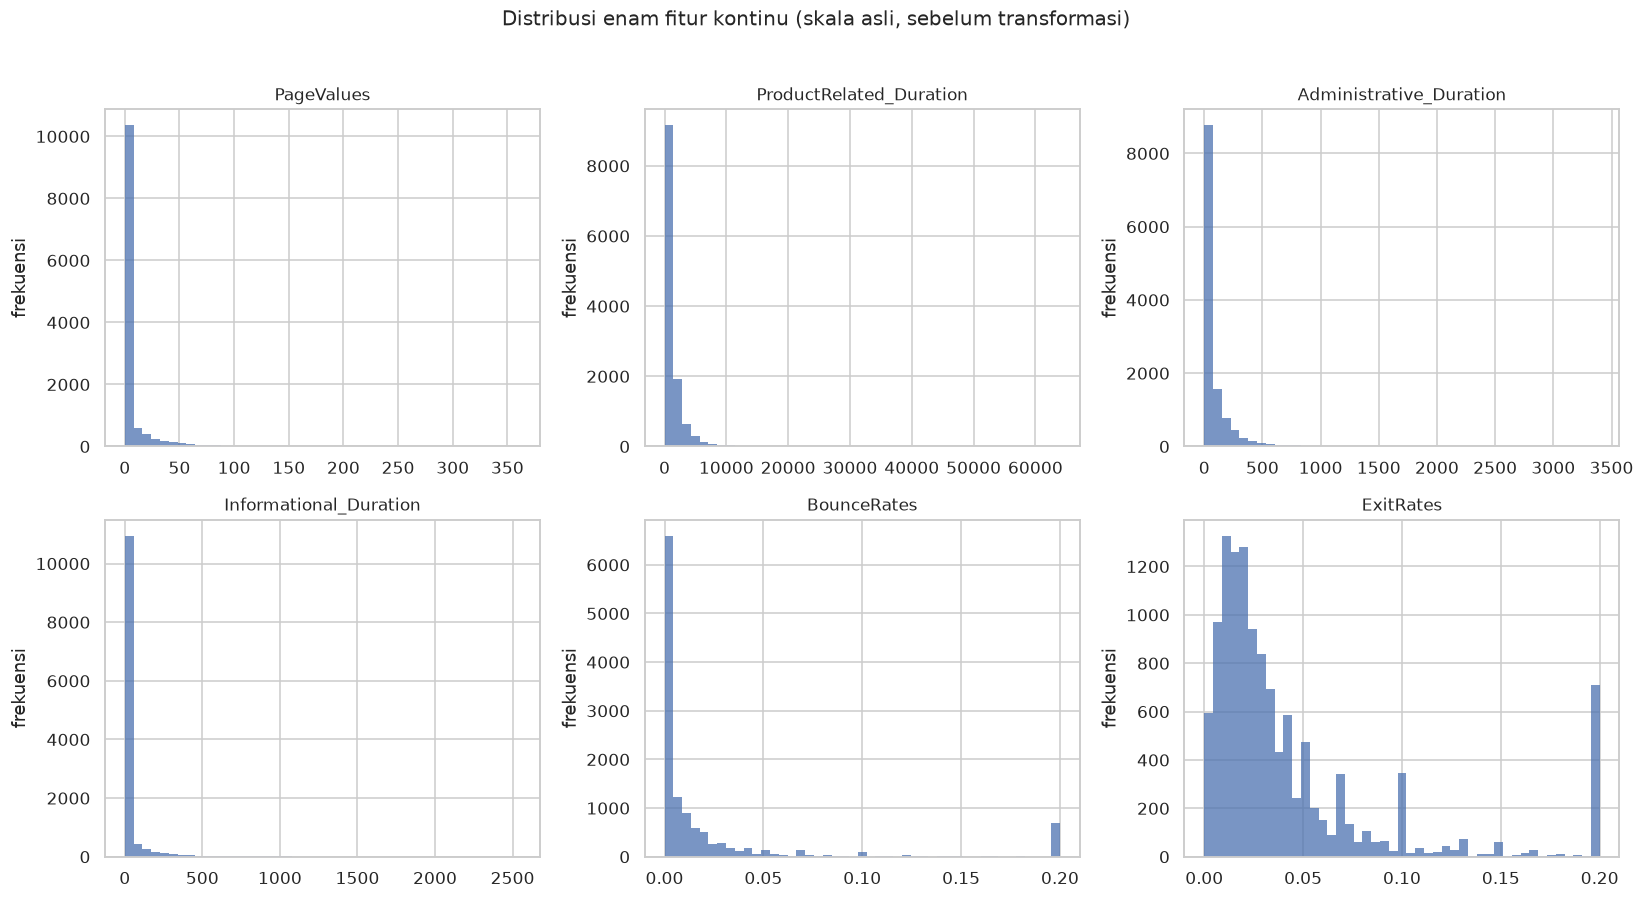 Distribusi enam fitur kontinu (skala asli, sebelum transformasi)
PageValues
frekuensi
10000
8000
6000
4000
2000
0
0 50 100 150 200 250 300 350
ProductRelated_Duration
frekuensi
8000
6000
4000
2000
0
0 10000 20000 30000 40000 50000 60000
Administrative_Duration
frekuensi
8000
6000
4000
2000
0
0 500 1000 1500 2000 2500 3000 3500
Informational_Duration
frekuensi
10000
8000
6000
4000
2000
0
0 500 1000 1500 2000 2500
BounceRates
frekuensi
6000
5000
4000
3000
2000
1000
0
0.00 0.05 0.10 0.15 0.20
ExitRates
frekuensi
1200
1000
800
600
400
200
0
0.00 0.05 0.10 0.15 0.20